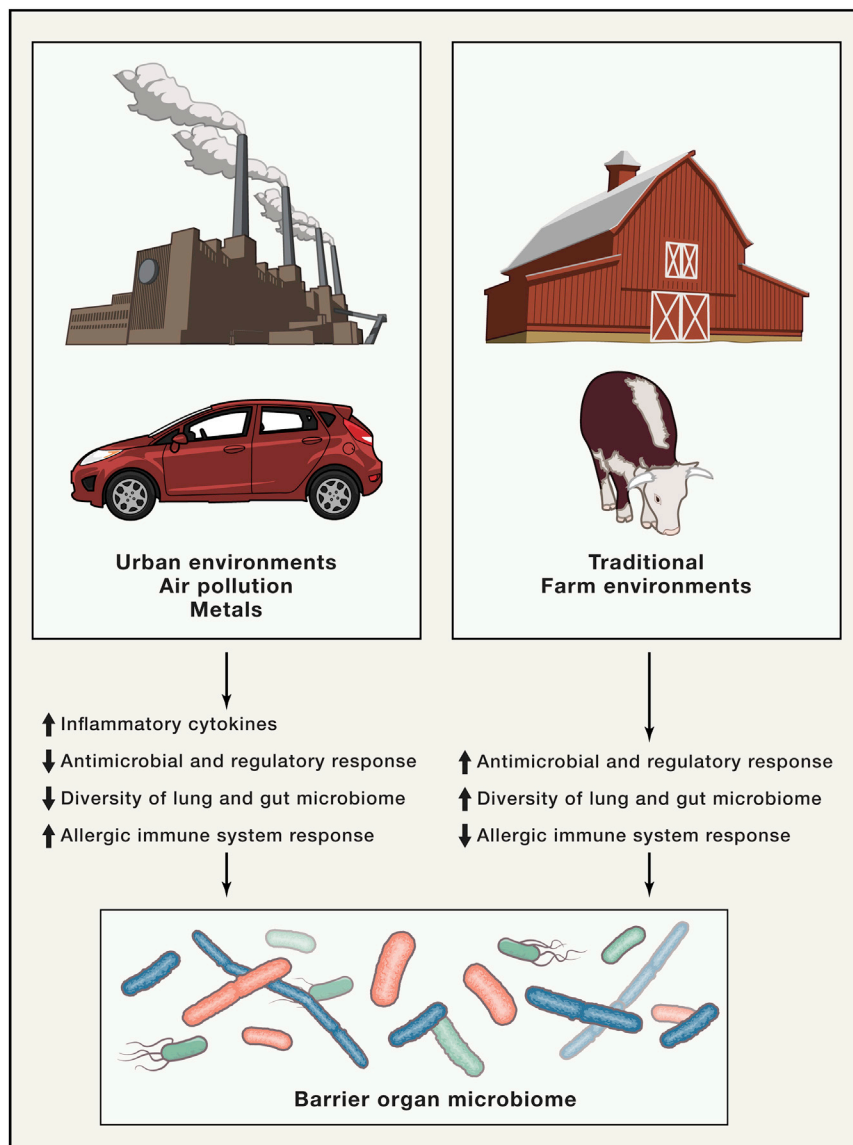 Urban environments
Air pollution
Metals
Traditional
Farm environments
↑ Inflammatory cytokines
↓ Antimicrobial and regulatory response
↓ Diversity of lung and gut microbiome
↑ Allergic immune system response
↑ Antimicrobial and regulatory response
↑ Diversity of lung and gut microbiome
↓ Allergic immune system response
Barrier organ microbiome